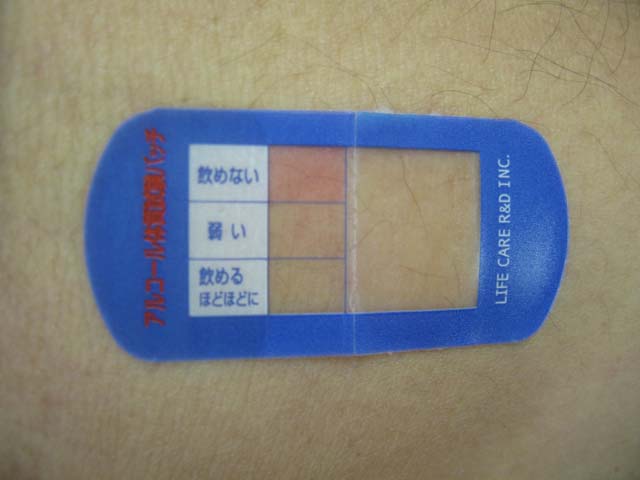 アルコール体質試験パッチ
飲めない
弱い
飲める
ほどほどに
LIFE CARE R&D INC.